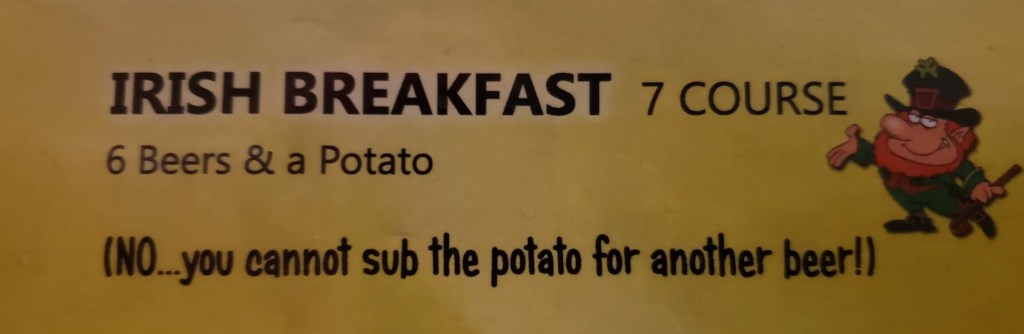 IRISH BREAKFAST 7 COURSE
6 Beers & a Potato
(NO...you cannot sub the potato for another beer!)